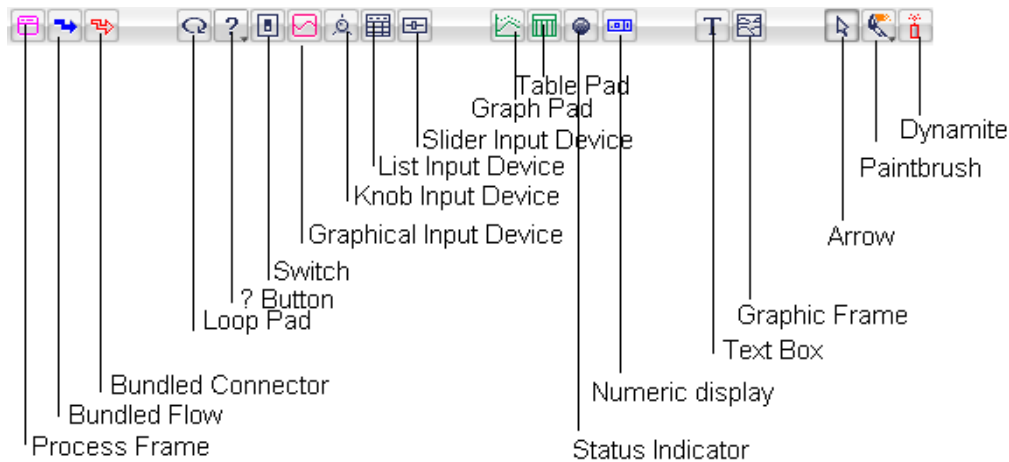 ?
T
Table Pad
Graph Pad
Dynamite
Slider Input Device
List Input Device
Paintbrush
Knob Input Device
Graphical Input Device
Arrow
Switch
? Button
Loop Pad
Graphic Frame
Text Box
Bundled Connector
Numeric display
Bundled Flow
Process Frame
Status Indicator